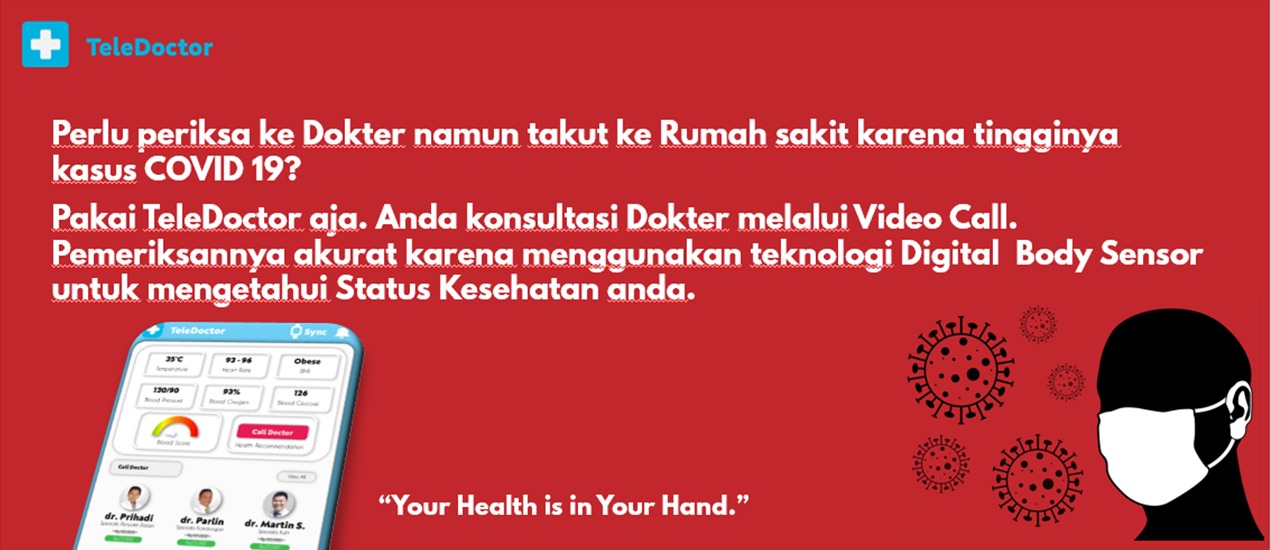 TeleDoctor
Perlu periksa ke Dokter namun takut ke Rumah sakit karena tingginya
kasus COVID 19?
Pakai TeleDoctor aja. Anda konsultasi Dokter melalui Video Call.
Pemeriksannya akurat karena menggunakan teknologi Digital Body Sensor
untuk mengetahui Status Kesehatan anda.
TeleDoctor Sync
35°C 93 - 96 Obese
Temperature Heart Rate BMI
130/90 93% 126
Blood Pressure Blood Oxygen Blood Glucose
Call Doctor
Blood Score Health Recommendation
Call Doctor View All
dr. Prihadi dr. Parlin dr. Martin S.
“Your Health is in Your Hand.”